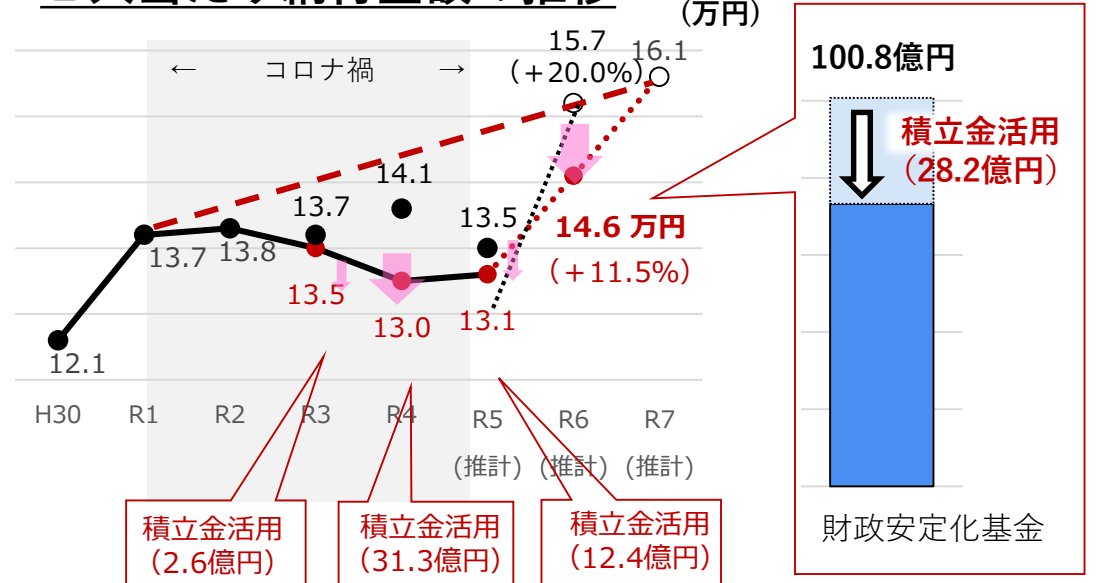 (万円)
15.7
(+20.0%)
16.1
← コロナ禍 →
14.1
13.7
13.5
13.7
13.8
14.6 万円
(+11.5%)
13.5
13.0
13.1
12.1
H30 R1 R2 R3 R4 R5 R6 R7
(推計) (推計) (推計)
積立金活用
(2.6億円)
積立金活用
(31.3億円)
積立金活用
(12.4億円)
100.8億円
積立金活用
(28.2億円)
財政安定化基金